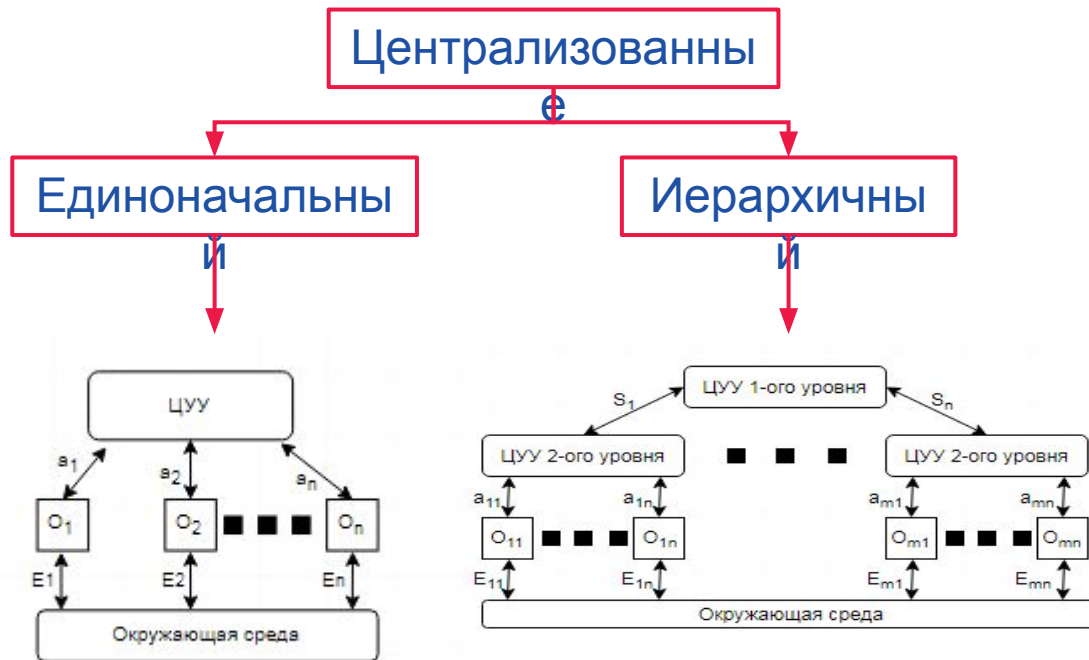 Централизованны
е
Единоначальны
й
Иерархичны
й
ЦУУ
a1 a2 an
O1 O2 On
E1 E2 En
Окружающая среда
ЦУУ 1-ого уровня
S1 Sn
ЦУУ 2-ого уровня ЦУУ 2-ого уровня
a11 a1n am1 amn
O11 O1n Om1 Omn
E11 E1n Em1 Emn
Окружающая среда